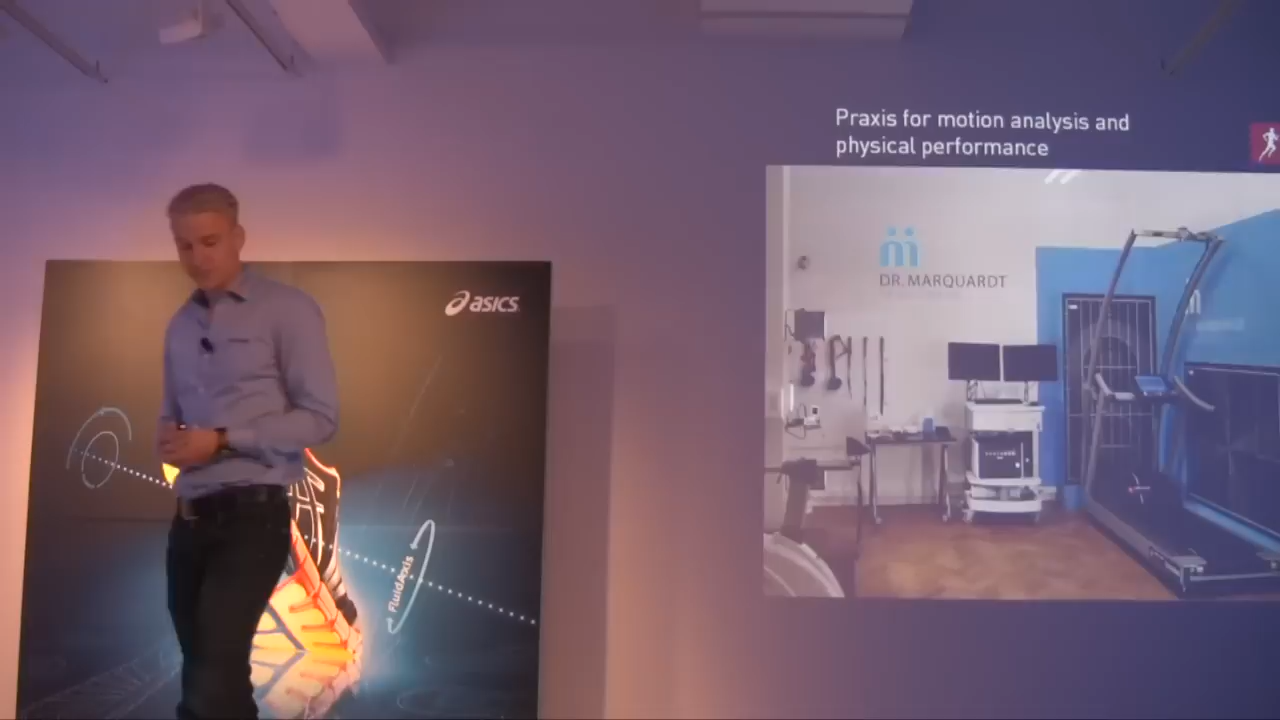 Praxis for motion analysis and
physical performance
DR. MARQUARDT
asics
FluidAxis